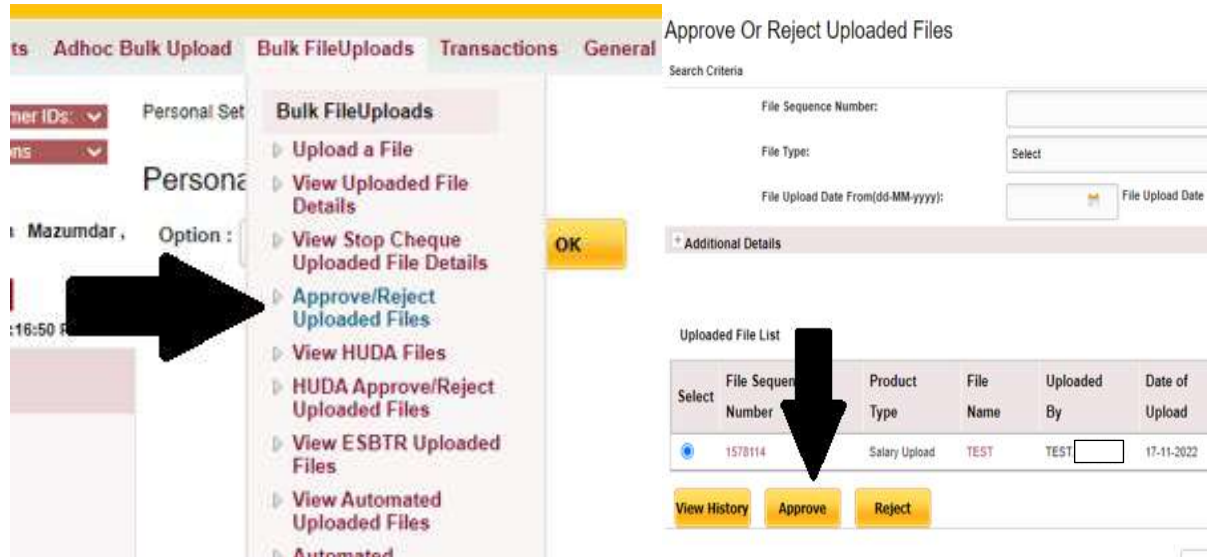 Adhoc Bulk Upload Bulk FileUploads Transactions General
Personal Set
Option :
Mazumdar,
:16:50
OK
Bulk FileUploads
Upload a File
View Uploaded File
Details
View Stop Cheque
Uploaded File Details
Approve/Reject
Uploaded Files
View HUDA Files
HUDA Approve/Reject
Uploaded Files
View ESBTR Uploaded
Files
View Automated
Uploaded Files
Automated
Approve Or Reject Uploaded Files
Search Criteria
File Sequence Number:
File Type: Select
File Upload Date From(dd-MM-yyyy): File Upload Date
+ Additional Details
Uploaded File List
Select File Number Product Type File Name Uploaded By Date of Upload
1578114 Salary Upload TEST TEST. 17-11-2022
View History Approve Reject